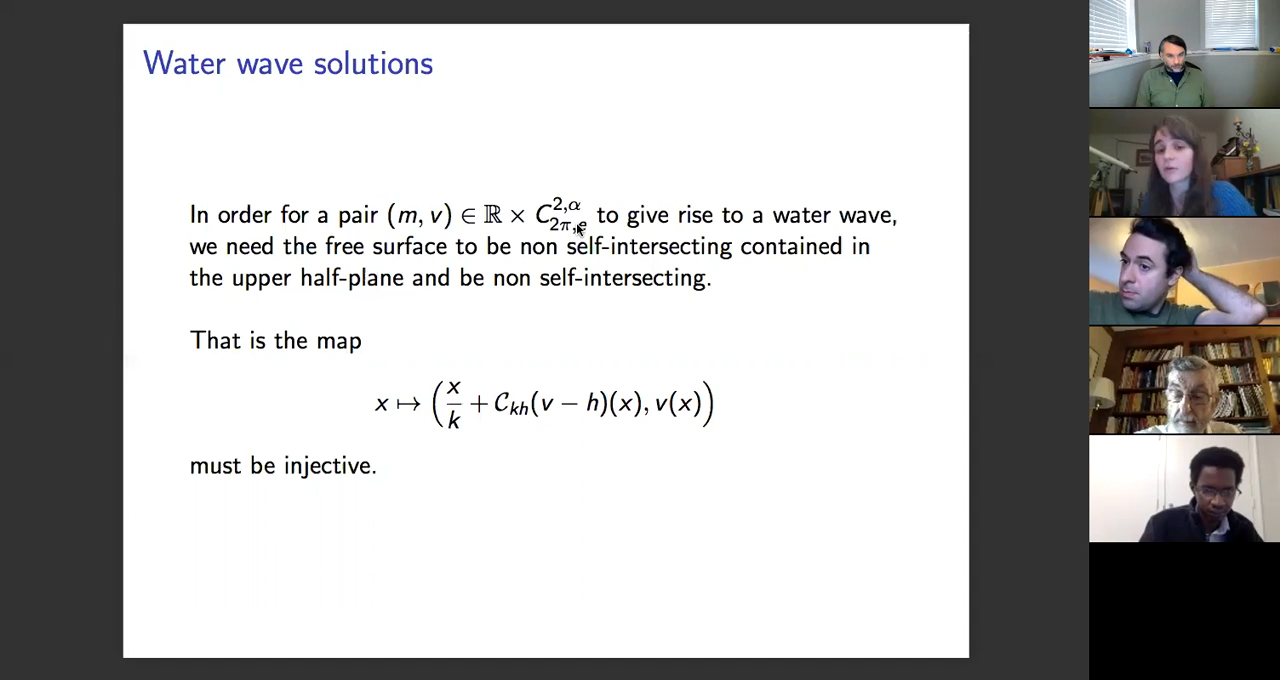 Water wave solutions
In order for a pair (m, v) ∈ ℝ × C^{2,α}_{2π,e} to give rise to a water wave,
we need the free surface to be non self-intersecting contained in
the upper half-plane and be non self-intersecting.
That is the map
x ↦ (x/k + 𝒞_{kh}(v − h)(x), v(x))
must be injective.